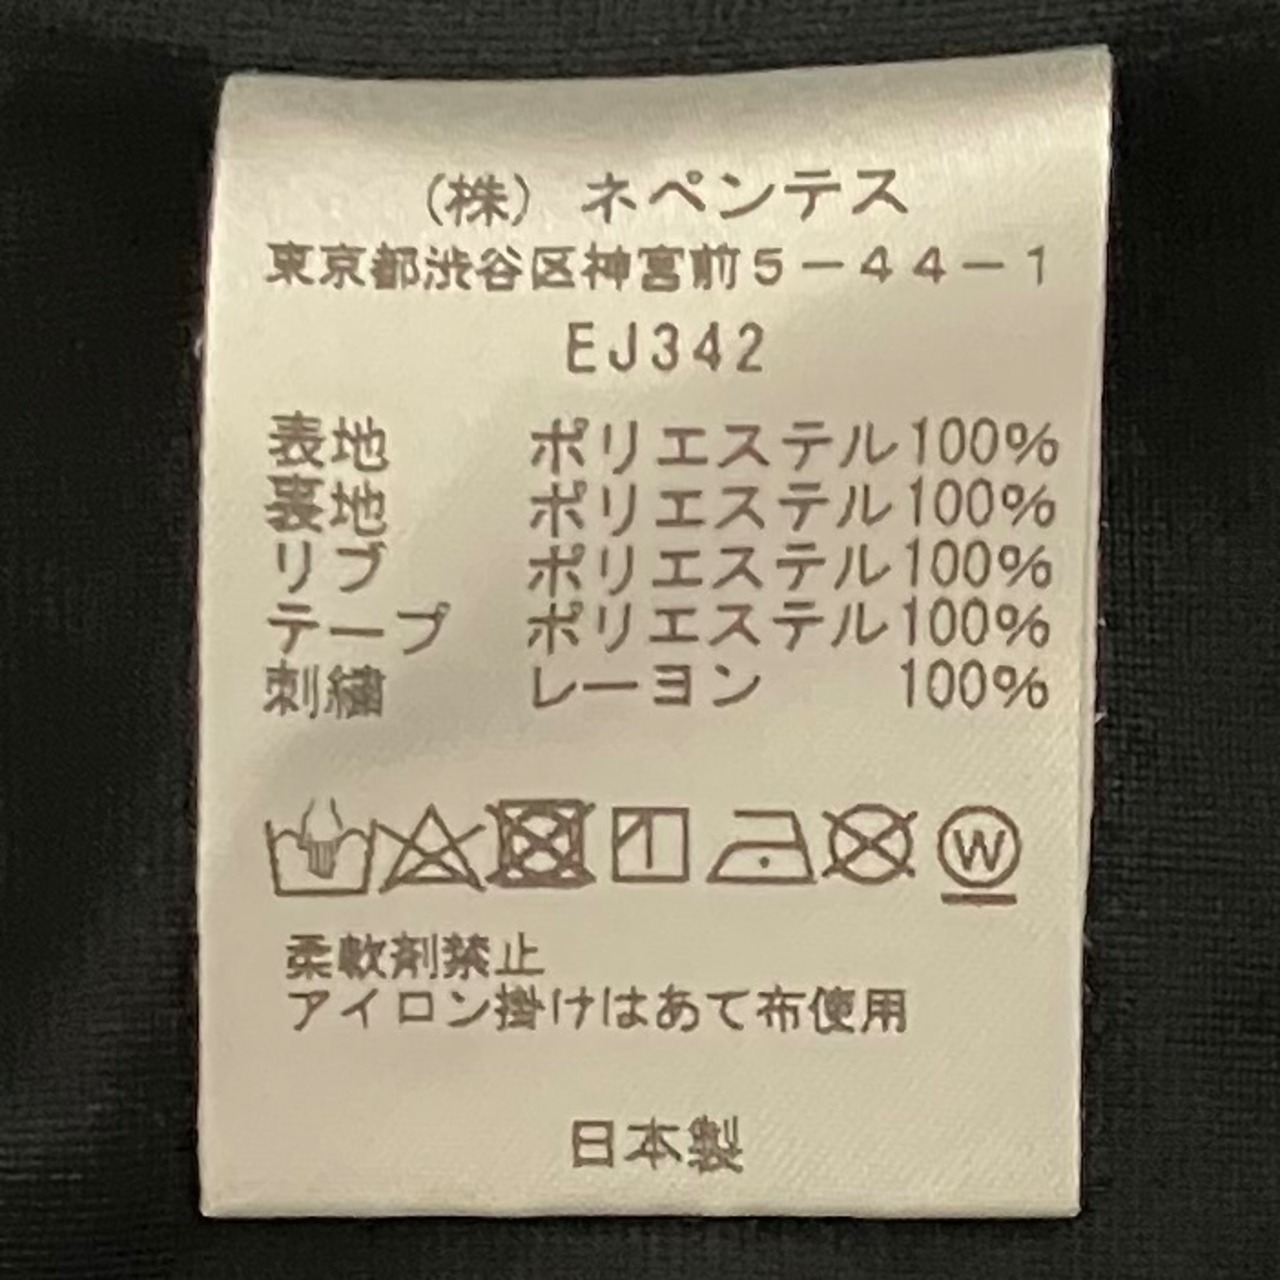 (株) ネペンテス
東京都渋谷区神宮前5-44-1
EJ342
表地 ポリエステル100%
裏地 ポリエステル100%
リブ ポリエステル100%
テープ ポリエステル100%
刺繍 レーヨン 100%
W
柔軟剤禁止
アイロン掛けはあて布使用
日本製